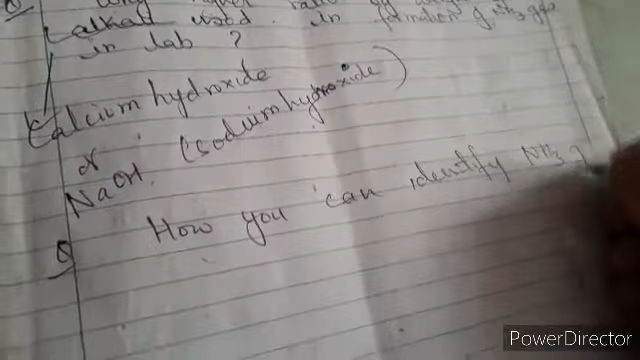 Q
alkali used. in formation of NH3 gas
in lab ?
Calcium hydroxide
or
NaOH. (sodium hydroxide)
Q How you can identify NH3 g
PowerDirector